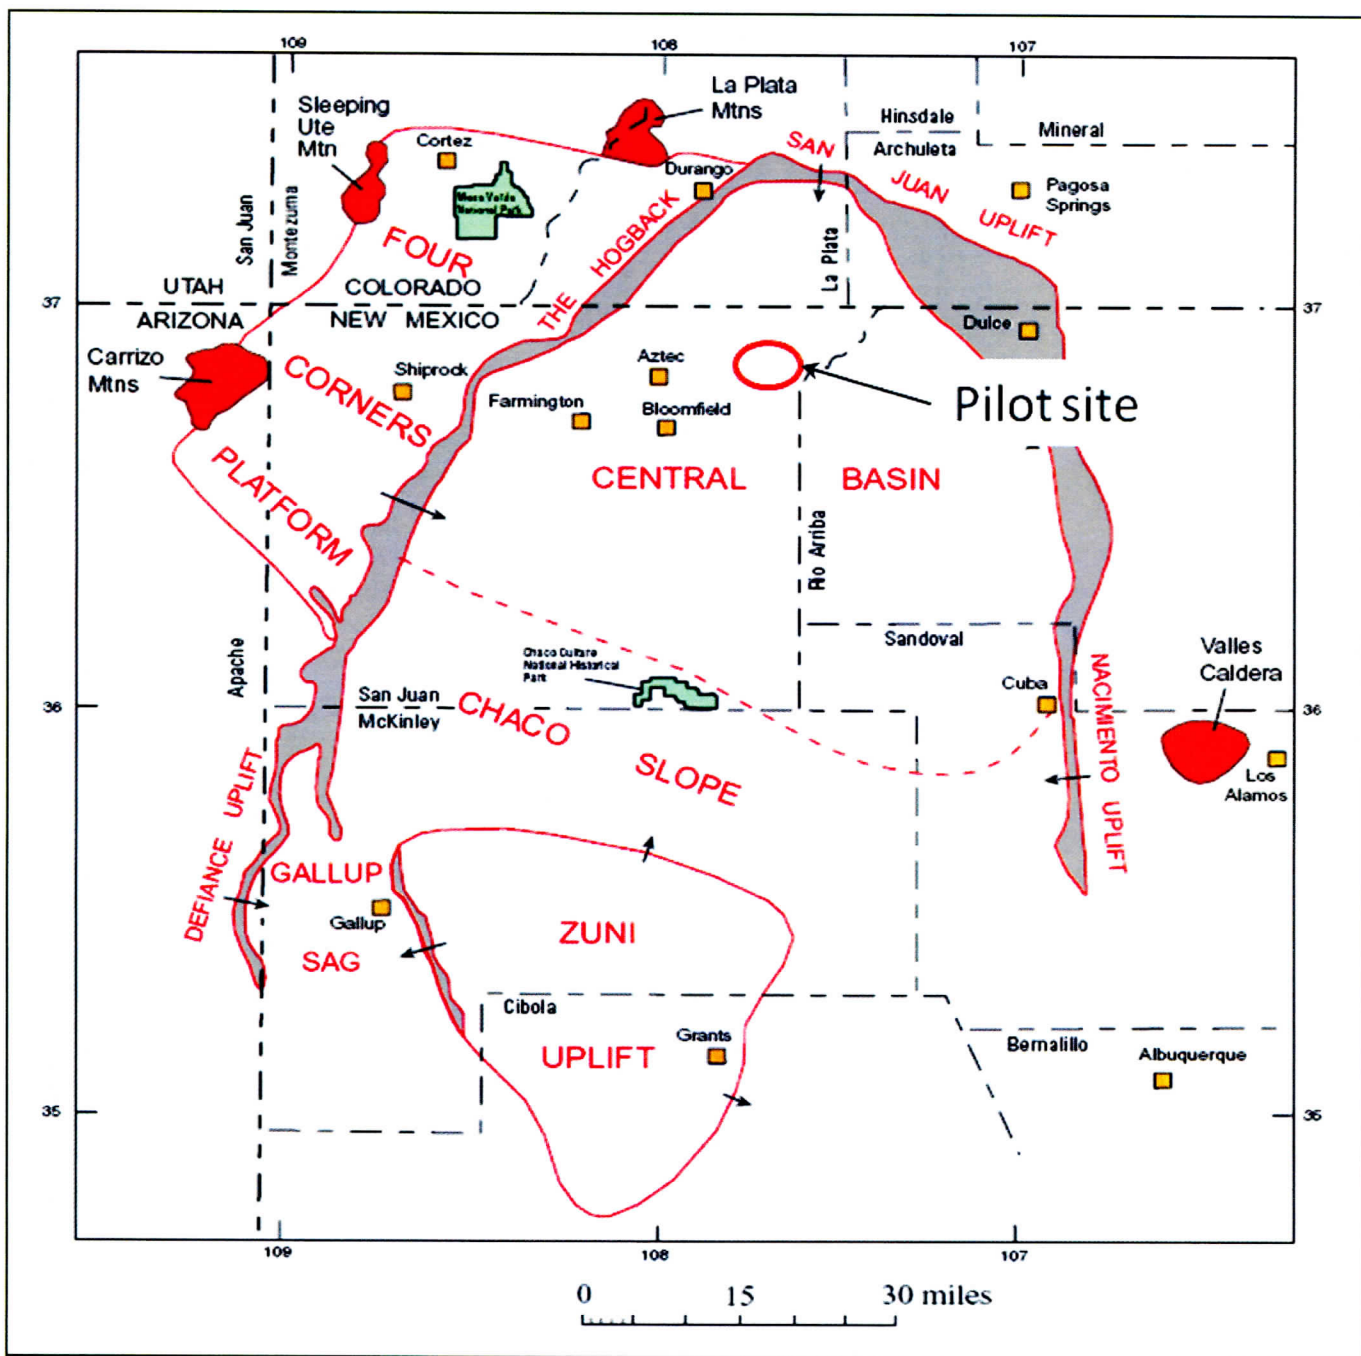 109
108
107
La Plata
Mtns
Sleeping
Ute
Mtn
Cortez
Hinsdale
Mineral
Archuleta
SAN
JUAN
UPLIFT
Durango
Pagosa
Springs
Mesa Verde
National Park
San Juan
Montezuma
FOUR
THE HOGBACK
La Plata
UTAH
COLORADO
37
37
ARIZONA
NEW MEXICO
Dulce
Carrizo
Mtns
Shiprock
Aztec
CORNERS
Farmington
Bloomfield
Pilot site
PLATFORM
CENTRAL
BASIN
Rio Arriba
Sandoval
Chaco Culture
National Historical
Park
Valles
Caldera
Apache
San Juan
McKinley
Cuba
36
36
CHACO
SLOPE
NACIMIENTO UPLIFT
Los
Alamos
DEFIANCE UPLIFT
GALLUP
Gallup
SAG
ZUNI
Cibola
UPLIFT
Grants
Bernalillo
Albuquerque
35
35
109
108
107
0 15 30 miles